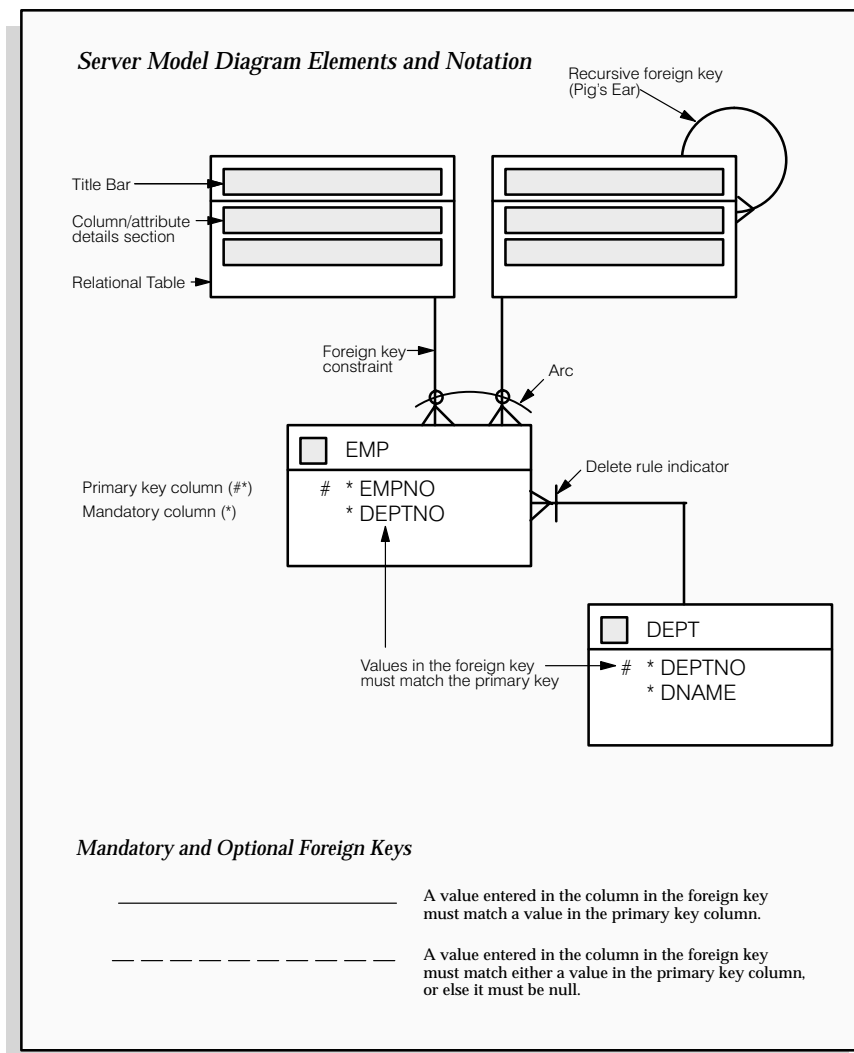 Server Model Diagram Elements and Notation
Recursive foreign key
(Pig's Ear)
Title Bar
Column/attribute
details section
Relational Table
Foreign key
constraint
Arc
EMP
Delete rule indicator
Primary key column (#*)
# * EMPNO
Mandatory column (*)
* DEPTNO
DEPT
Values in the foreign key
must match the primary key
# * DEPTNO
* DNAME
Mandatory and Optional Foreign Keys
A value entered in the column in the foreign key
must match a value in the primary key column.
A value entered in the column in the foreign key
must match either a value in the primary key column,
or else it must be null.